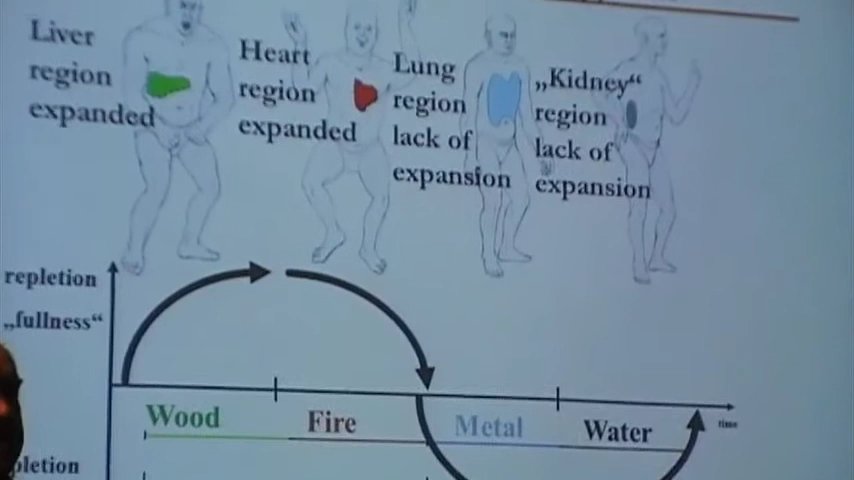 Liver
region
expanded
Heart
region
expanded
Lung
region
lack of
expansion
„Kidney“
region
lack of
expansion
repletion
„fullness“
Wood
Fire
Metal
Water
time
pletion